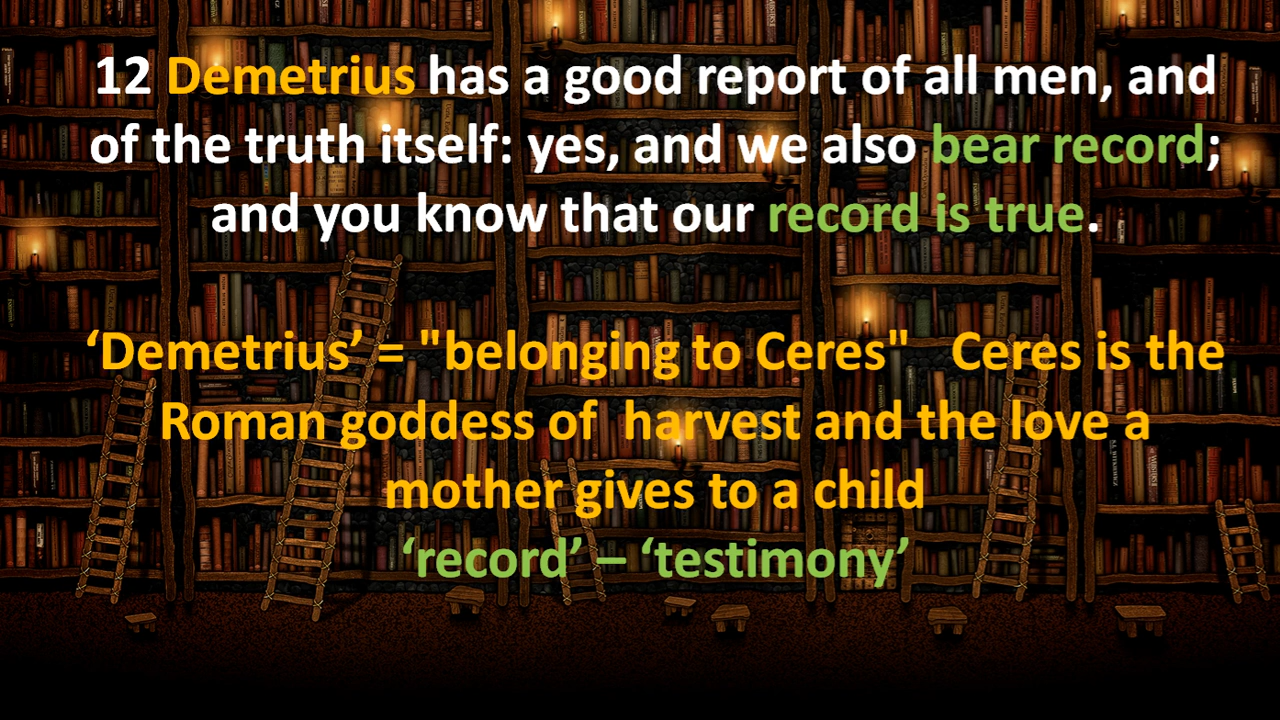 12 Demetrius has a good report of all men, and
of the truth itself: yes, and we also bear record;
and you know that our record is true.
‘Demetrius’ = "belonging to Ceres"   Ceres is the
Roman goddess of  harvest and the love a
mother gives to a child
‘record’ – ‘testimony’